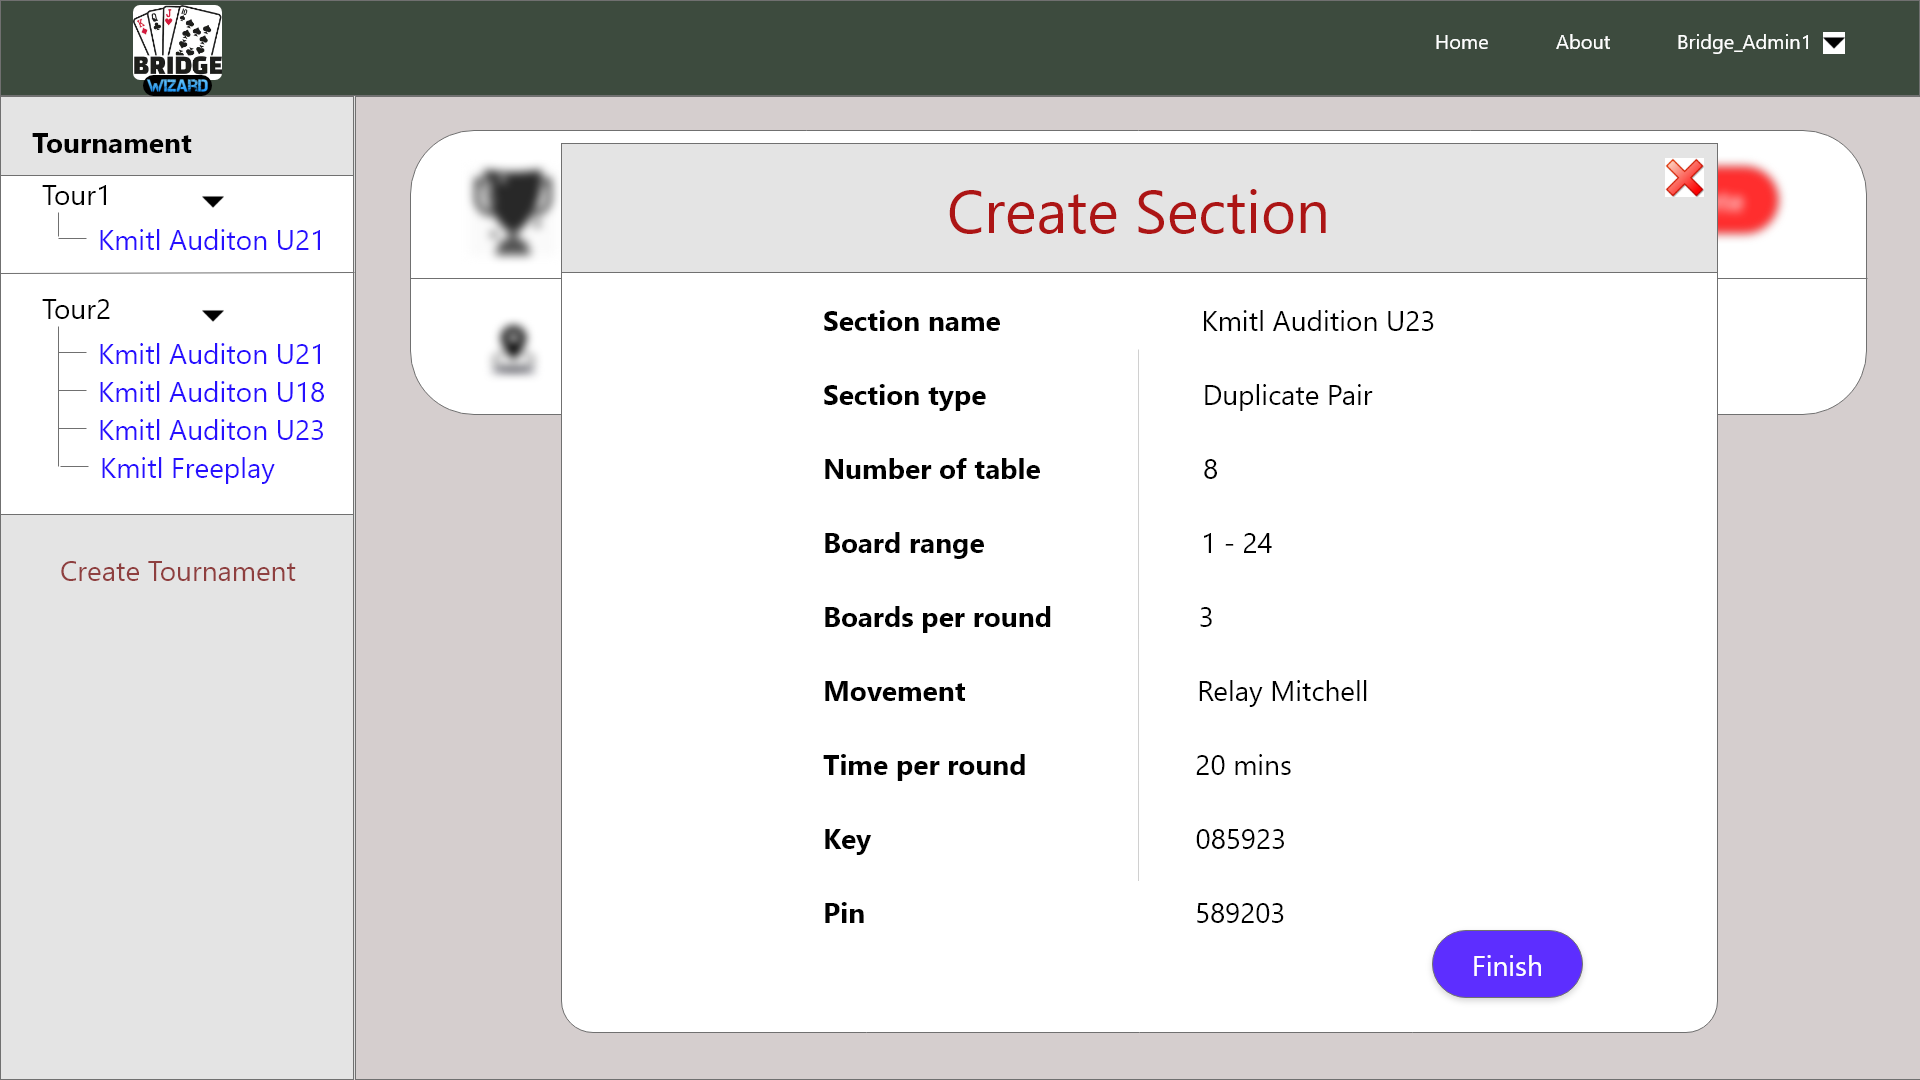 BRIDGE
WIZARD
Home
About
Bridge_Admin1
Tournament
Tour1
Kmitl Auditon U21
Tour2
Kmitl Auditon U21
Kmitl Auditon U18
Kmitl Auditon U23
Kmitl Freeplay
Create Tournament
Create Section
Section name Kmitl Audition U23
Section type Duplicate Pair
Number of table 8
Board range 1 - 24
Boards per round 3
Movement Relay Mitchell
Time per round 20 mins
Key 085923
Pin 589203
Finish